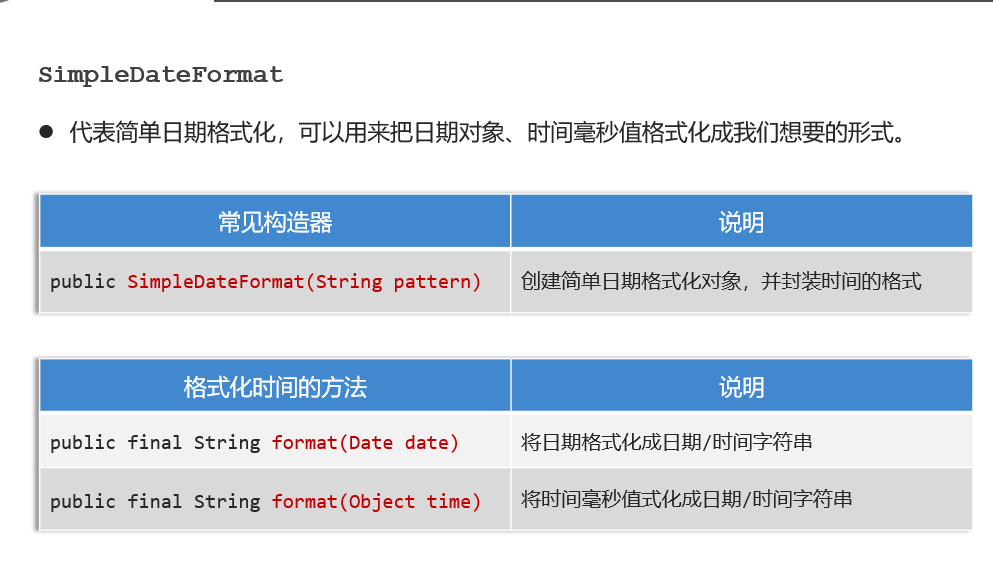 SimpleDateFormat
● 代表简单日期格式化，可以用来把日期对象、时间毫秒值格式化成我们想要的形式。
常见构造器 说明
public SimpleDateFormat(String pattern) 创建简单日期格式化对象，并封装时间的格式
格式化时间的方法 说明
public final String format(Date date) 将日期格式化成日期/时间字符串
public final String format(Object time) 将时间毫秒值式化成日期/时间字符串